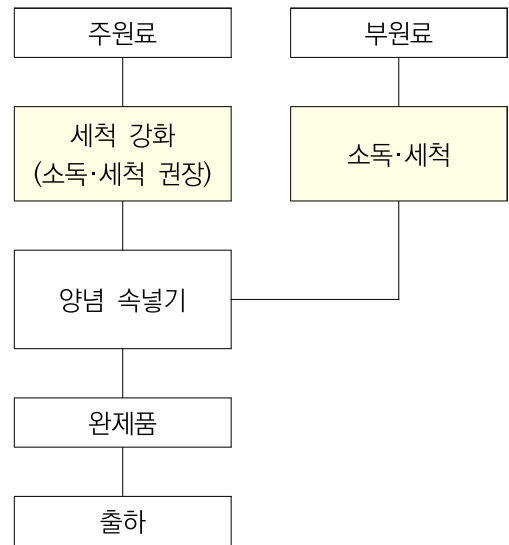 주원료
부원료
세척 강화
(소독·세척 권장)
소독·세척
양념 속넣기
완제품
출하